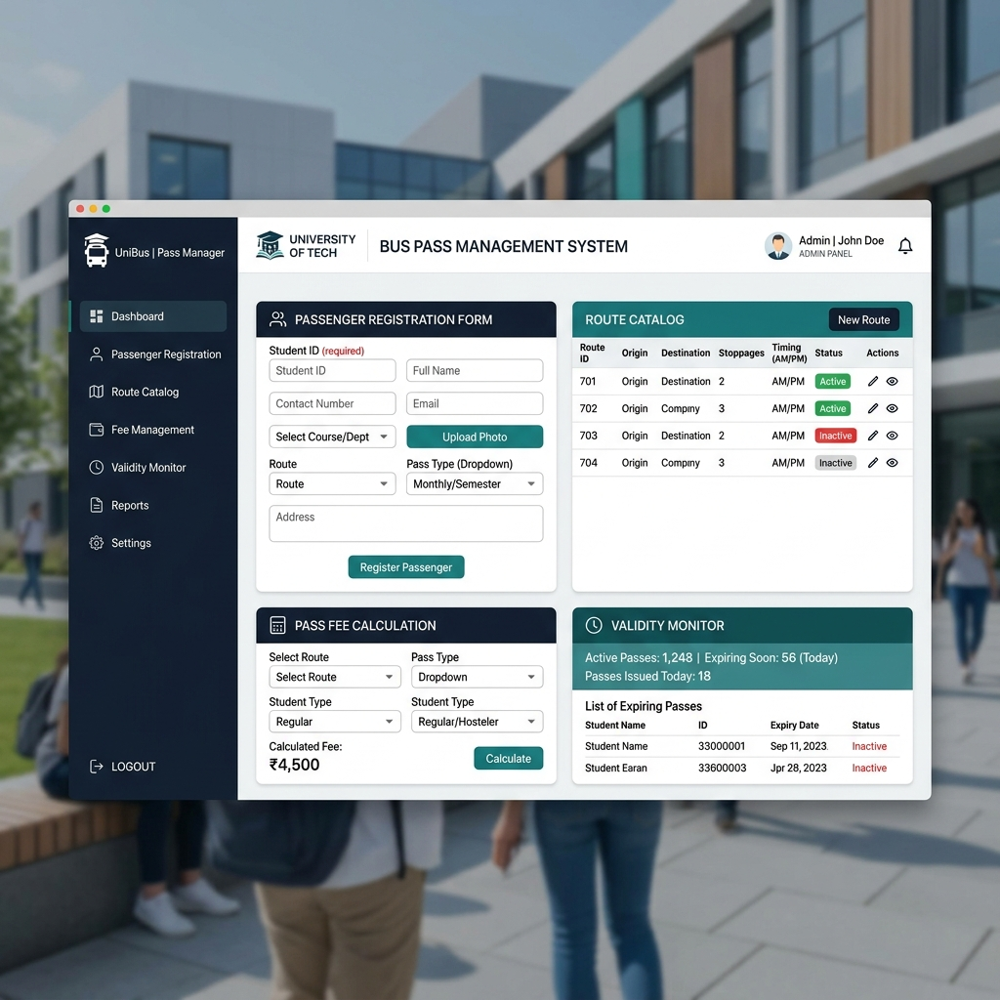 UniBus | Pass Manager
Dashboard
Passenger Registration
Route Catalog
Fee Management
Validity Monitor
Reports
Settings
LOGOUT
UNIVERSITY
OF TECH
BUS PASS MANAGEMENT SYSTEM
Admin | John Doe
ADMIN PANEL
PASSENGER REGISTRATION FORM
Student ID (required)
Student ID Full Name
Contact Number Email
Select Course/Dept Upload Photo
Route Pass Type (Dropdown)
Route Monthly/Semester
Address
Register Passenger
ROUTE CATALOG New Route
Route ID Origin Destination Stoppages Timing (AM/PM) Status Actions
701 Origin Destination 2 AM/PM Active
702 Origin Compmy 3 AM/PM Active
703 Origin Destination 2 AM/PM Inactive
704 Origin Compmy 3 AM/PM Inactive
PASS FEE CALCULATION
Select Route Pass Type
Select Route Dropdown
Student Type Student Type
Regular Regular/Hosteler
Calculated Fee:
₹4,500 Calculate
VALIDITY MONITOR
Active Passes: 1,248 | Expiring Soon: 56 (Today)
Passes Issued Today: 18
List of Expiring Passes
Student Name ID Expiry Date Status
Student Name 33000001 Sep 11, 2023 Inactive
Student Earan 33600003 Jpr 28, 2023 Inactive